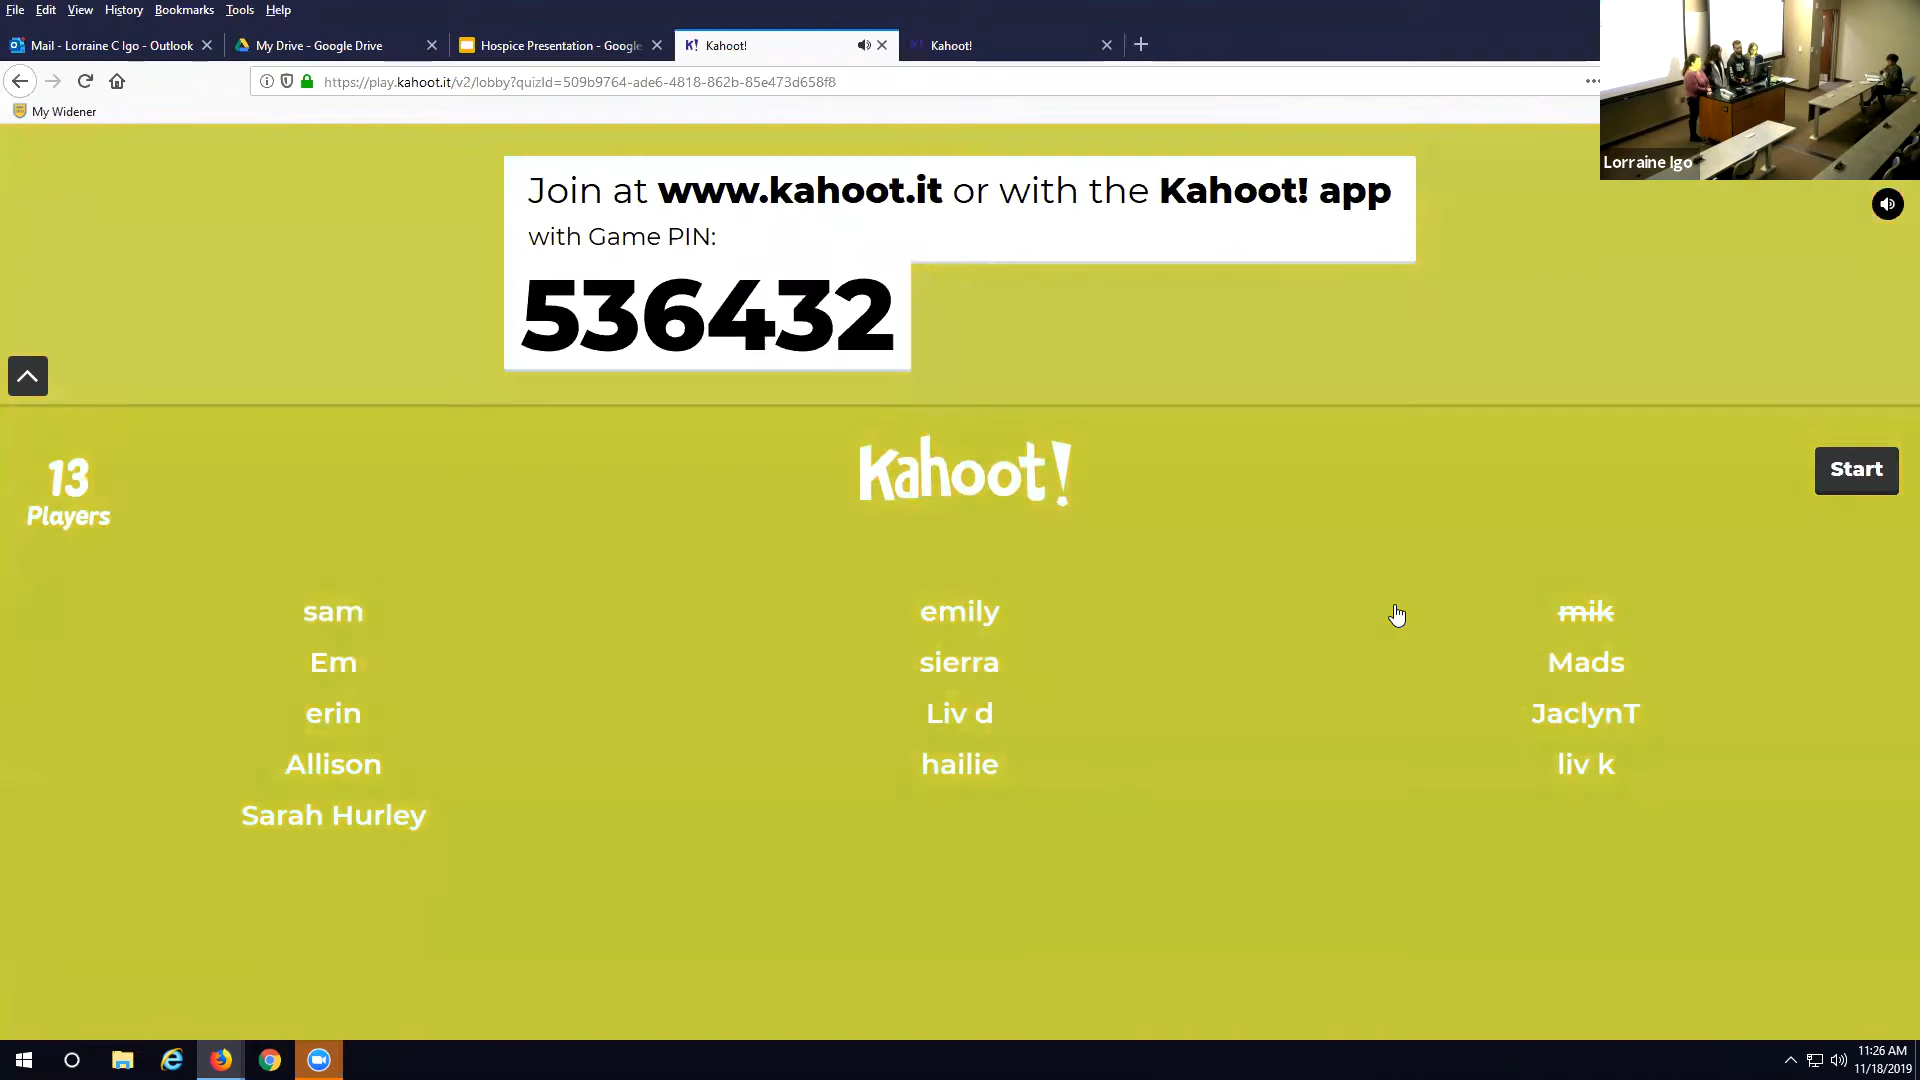 File Edit View History Bookmarks Tools Help
Mail - Lorraine C Igo - Outlook
My Drive - Google Drive
Hospice Presentation - Google
K! Kahoot!
K! Kahoot!
https://play.kahoot.it/v2/lobby?quizId=509b9764-ade6-4818-862b-85e473d658f8
My Widener
Lorraine Igo
Join at www.kahoot.it or with the Kahoot! app
with Game PIN:
536432
13
Players
Kahoot!
Start
sam emily mik
Em sierra Mads
erin Liv d JaclynT
Allison hailie liv k
Sarah Hurley
11:26 AM
11/18/2019